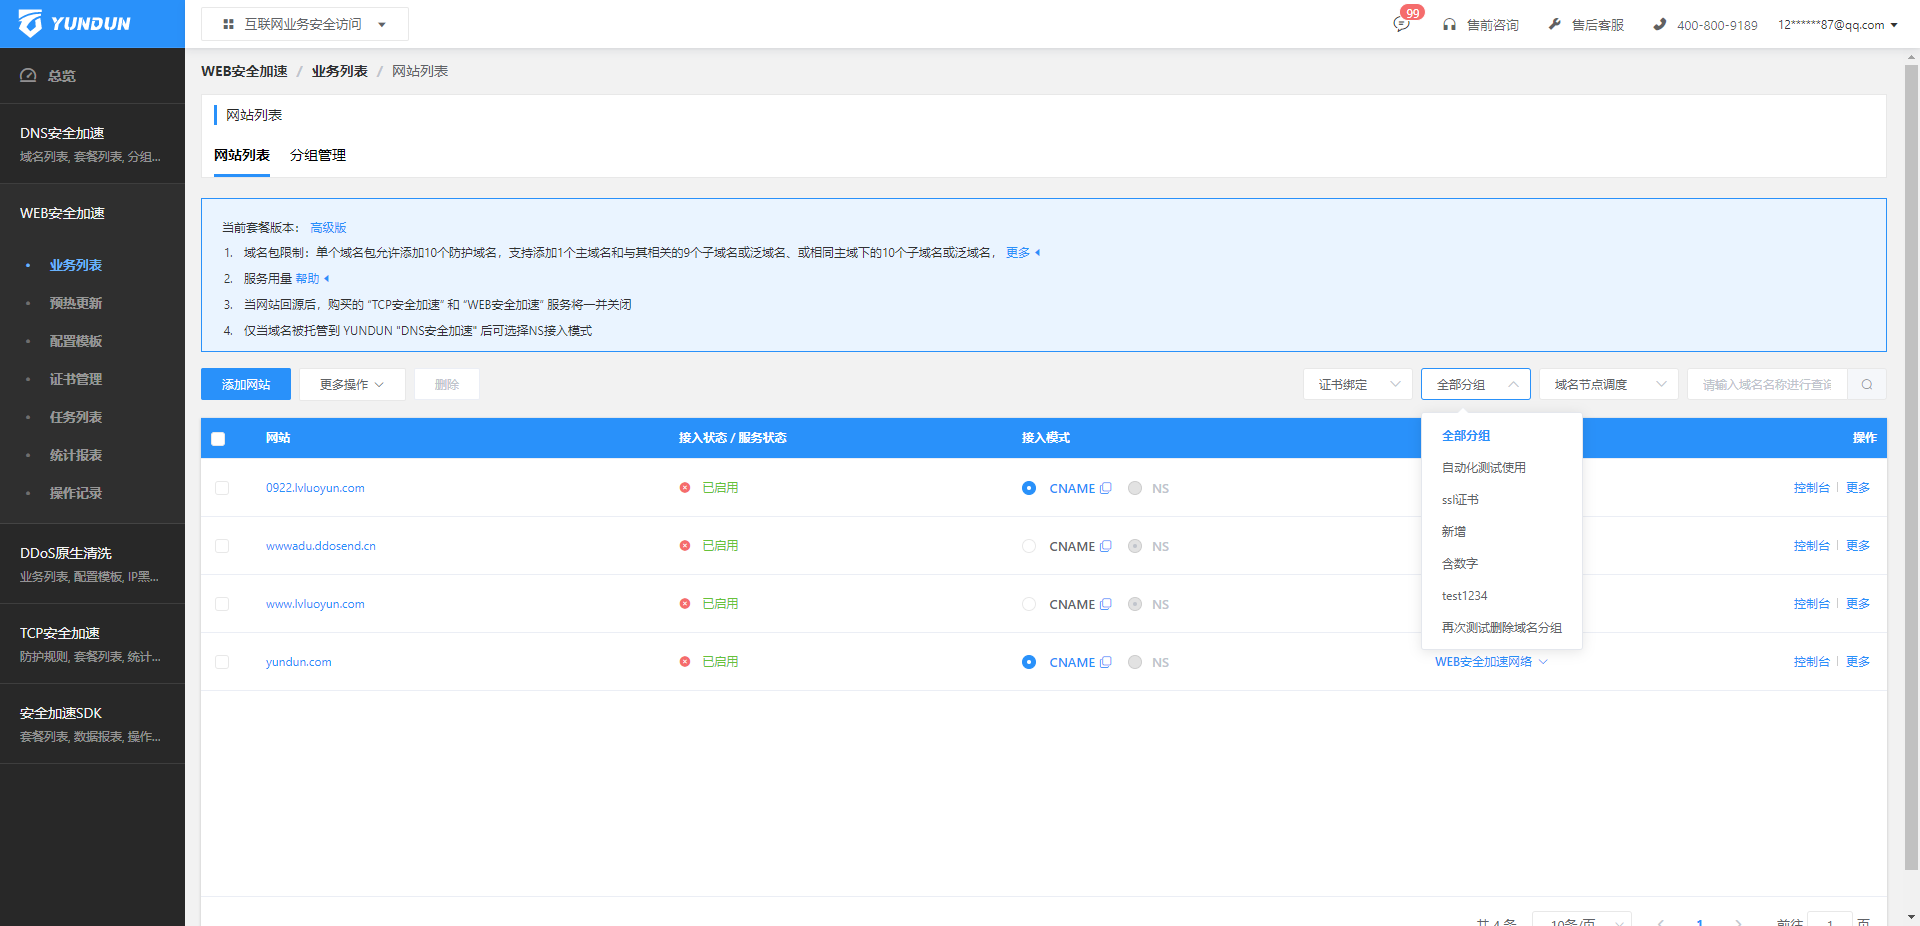 YUNDUN
互联网业务安全访问
99
售前咨询
售后客服
400-800-9189
12******87@qq.com
总览
DNS安全加速
域名列表, 套餐列表, 分组...
WEB安全加速
业务列表
预热更新
配置模板
证书管理
任务列表
统计报表
操作记录
DDoS原生清洗
业务列表, 配置模板, IP黑...
TCP安全加速
防护规则, 套餐列表, 统计...
安全加速SDK
套餐列表, 数据报表, 操作...
WEB安全加速 / 业务列表 / 网站列表
网站列表
网站列表 分组管理
当前套餐版本： 高级版
1. 域名包限制：单个域名包允许添加10个防护域名，支持添加1个主域名和与其相关的9个子域名或泛域名、或相同主域下的10个子域名或泛域名， 更多
2. 服务用量 帮助
3. 当网站回源后，购买的 “TCP安全加速” 和 “WEB安全加速” 服务将一并关闭
4. 仅当域名被托管到 YUNDUN "DNS安全加速" 后可选择NS接入模式
添加网站 更多操作 删除 证书绑定 全部分组 域名节点调度 请输入域名名称进行查询
网站 接入状态 / 服务状态 接入模式 操作
0922.lvluoyun.com 已启用 CNAME NS 控制台 更多
wwwadu.ddosend.cn 已启用 CNAME NS 控制台 更多
www.lvluoyun.com 已启用 CNAME NS 控制台 更多
yundun.com 已启用 CNAME NS WEB安全加速网络 控制台 更多
全部分组
自动化测试使用
ssl证书
新增
含数字
test1234
再次测试删除域名分组
共 4 条 10条/页 1 前往 1 页